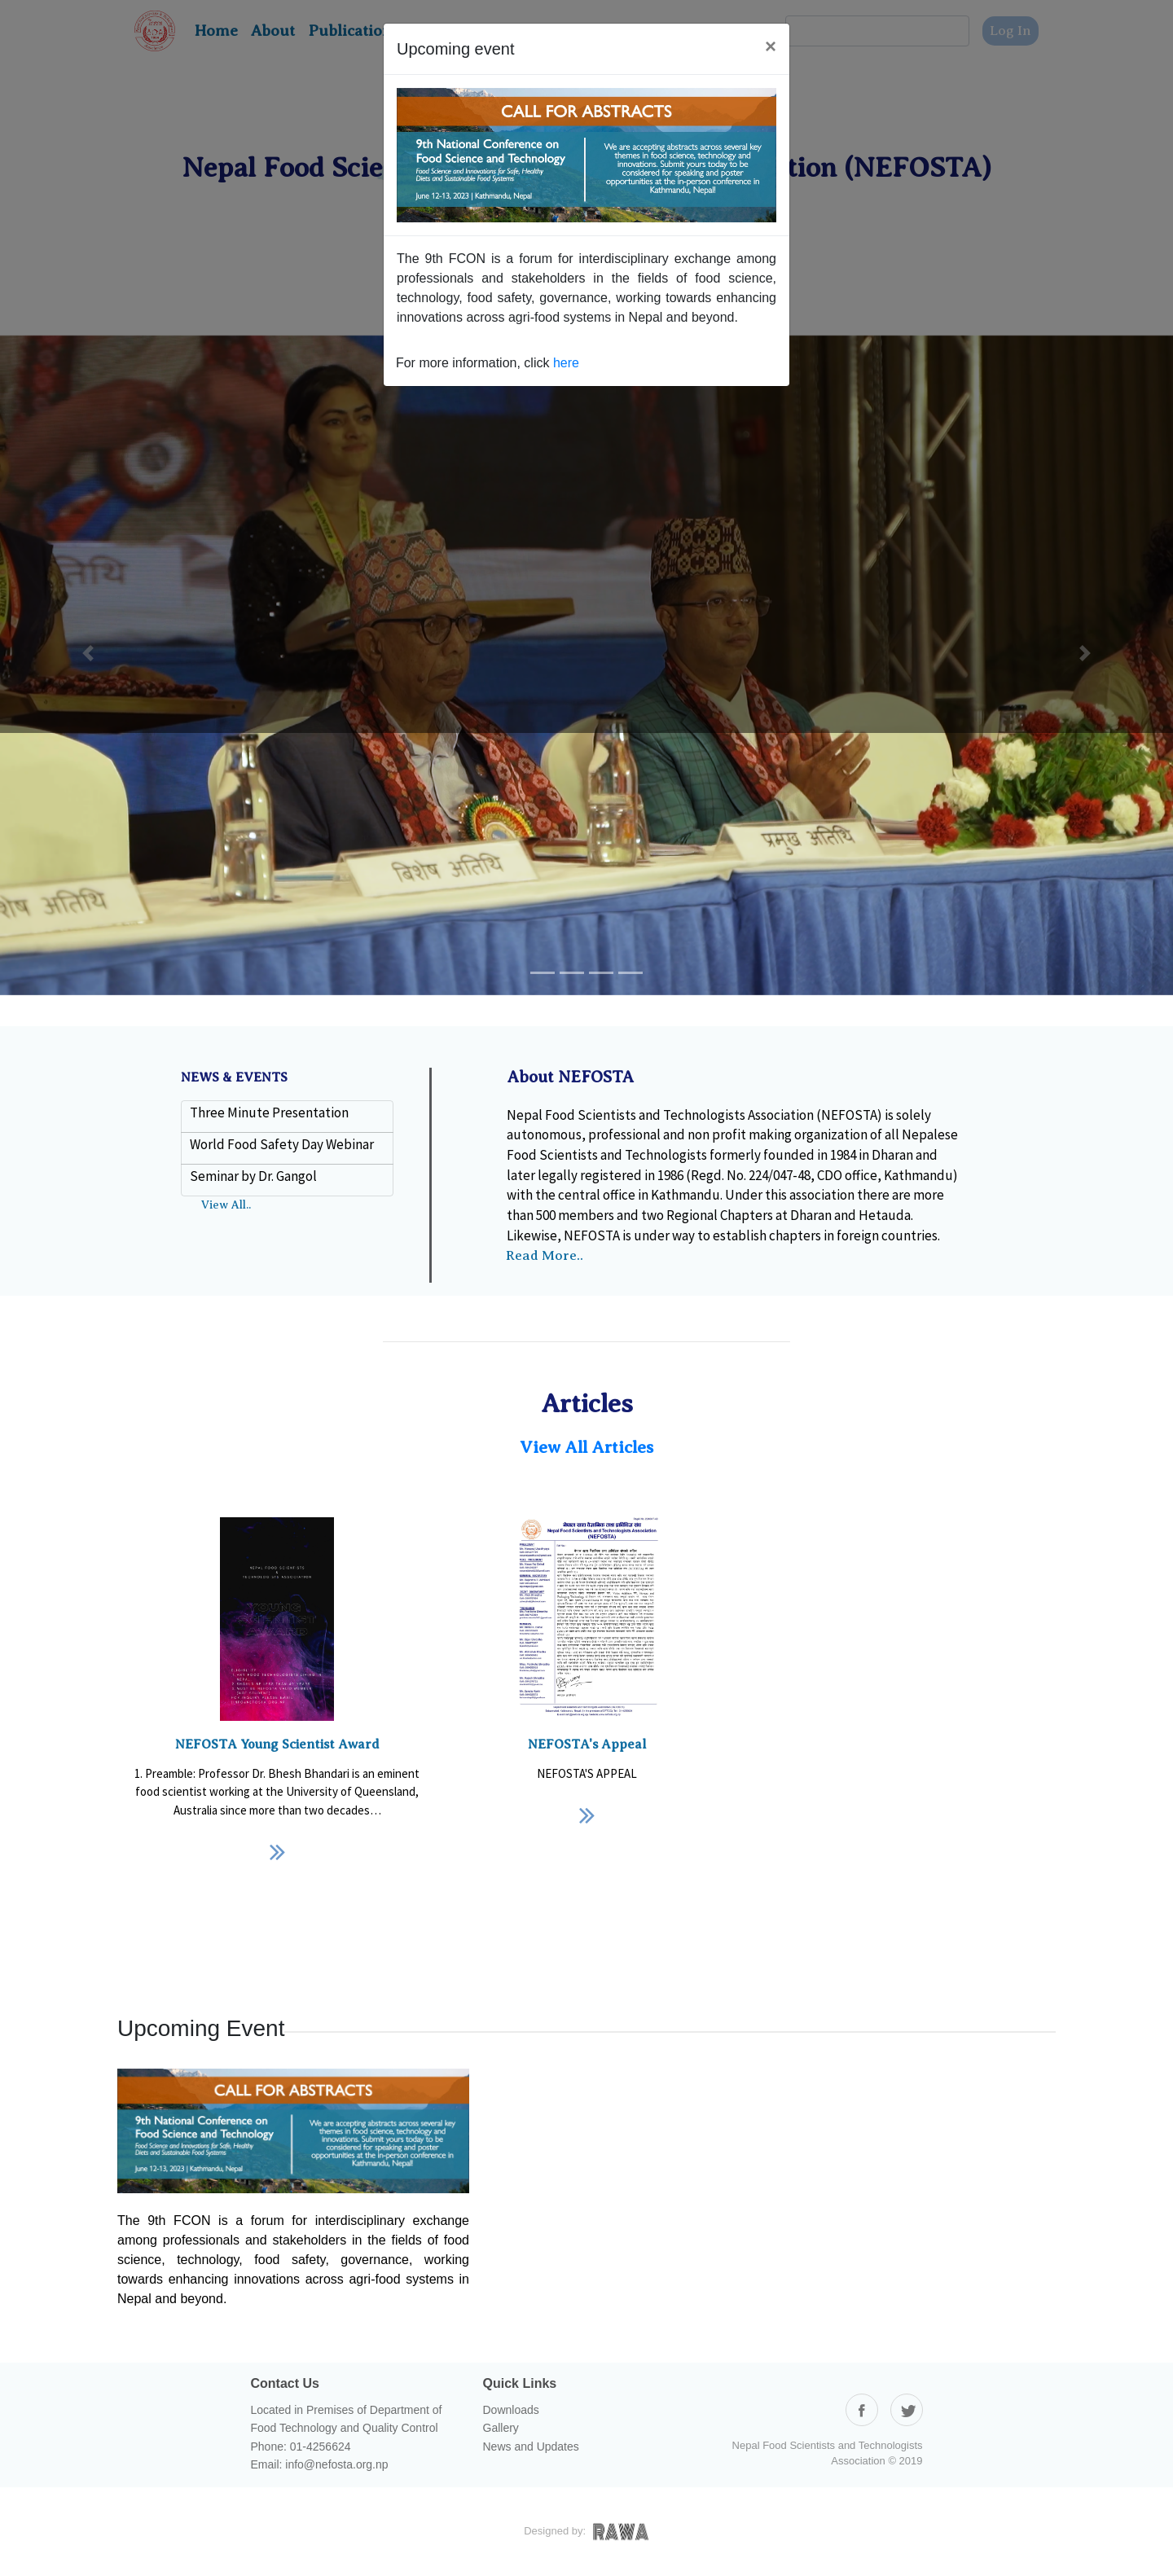 Home About Publication
Log In
Upcoming event ×
CALL FOR ABSTRACTS
9th National Conference on
Food Science and Technology
Food Science and Innovations for Safe, Healthy
Diets and Sustainable Food Systems
June 12-13, 2023 | Kathmandu, Nepal
We are accepting abstracts across several key
themes in food science, technology and
innovations. Submit yours today to be
considered for speaking and poster
opportunities at the in-person conference in
Kathmandu, Nepal!
Nepal Food Scie tion (NEFOSTA)
The 9th FCON is a forum for interdisciplinary exchange among
professionals and stakeholders in the fields of food science,
technology, food safety, governance, working towards enhancing
innovations across agri-food systems in Nepal and beyond.
For more information, click here
विशेष अतिथि
बिशेष अतिथि
प्रमुख अतिथि
NEWS & EVENTS
Three Minute Presentation
World Food Safety Day Webinar
Seminar by Dr. Gangol
View All..
About NEFOSTA
Nepal Food Scientists and Technologists Association (NEFOSTA) is solely
autonomous, professional and non profit making organization of all Nepalese
Food Scientists and Technologists formerly founded in 1984 in Dharan and
later legally registered in 1986 (Regd. No. 224/047-48, CDO office, Kathmandu)
with the central office in Kathmandu. Under this association there are more
than 500 members and two Regional Chapters at Dharan and Hetauda.
Likewise, NEFOSTA is under way to establish chapters in foreign countries.
Read More..
Articles
View All Articles
NEPAL FOOD SCIENTISTS
&
TECHNOLOGISTS ASSOCIATION
YOUNG
SCIENTIST
AWARD
Nepal Food Scientists and Technologists Association
(NEFOSTA)
NEFOSTA Young Scientist Award
1. Preamble: Professor Dr. Bhesh Bhandari is an eminent
food scientist working at the University of Queensland,
Australia since more than two decades…
NEFOSTA's Appeal
NEFOSTA'S APPEAL
Upcoming Event
CALL FOR ABSTRACTS
9th National Conference on
Food Science and Technology
Food Science and Innovations for Safe, Healthy
Diets and Sustainable Food Systems
June 12-13, 2023 | Kathmandu, Nepal
We are accepting abstracts across several key
themes in food science, technology and
innovations. Submit yours today to be
considered for speaking and poster
opportunities at the in-person conference in
Kathmandu, Nepal!
The 9th FCON is a forum for interdisciplinary exchange
among professionals and stakeholders in the fields of food
science, technology, food safety, governance, working
towards enhancing innovations across agri-food systems in
Nepal and beyond.
Contact Us
Located in Premises of Department of
Food Technology and Quality Control
Phone: 01-4256624
Email: info@nefosta.org.np
Quick Links
Downloads
Gallery
News and Updates
Nepal Food Scientists and Technologists
Association © 2019
Designed by: RAWA